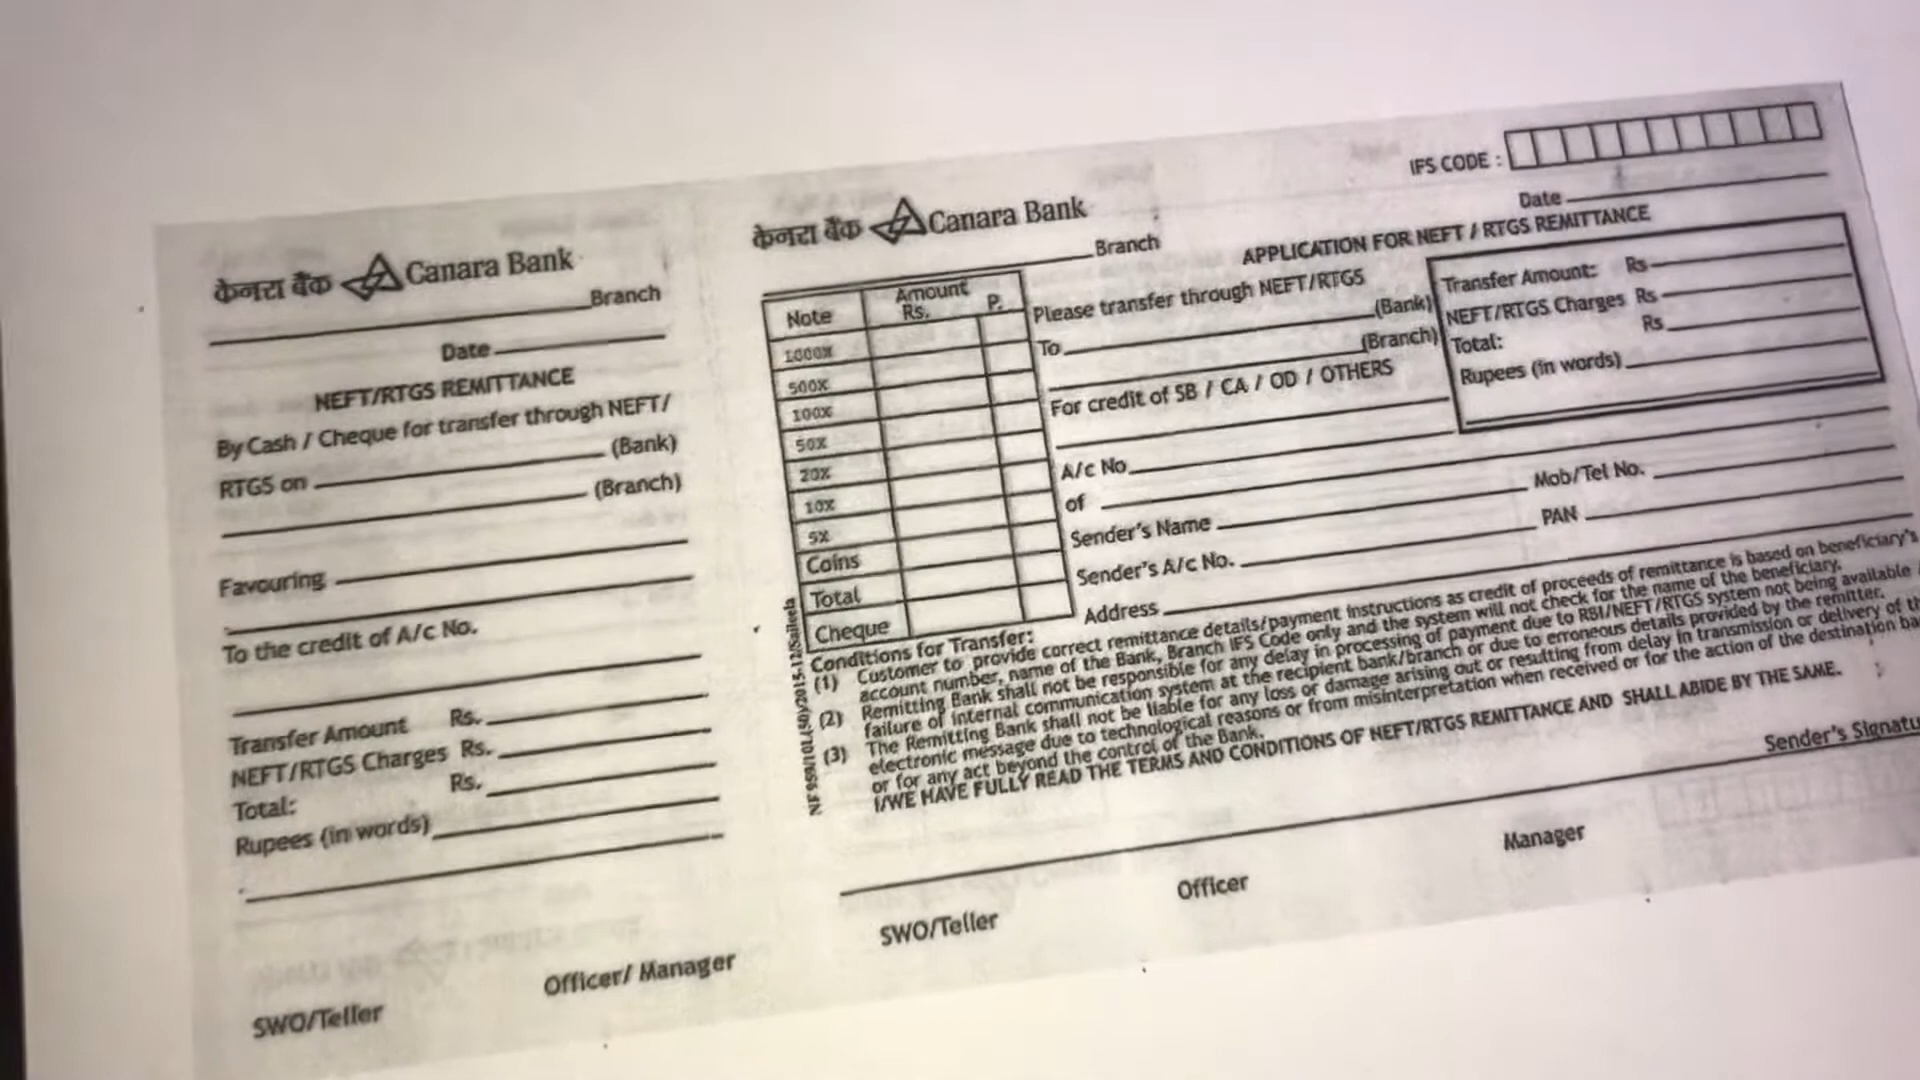 केनरा बैंक Canara Bank
Branch
Date
NEFT/RTGS REMITTANCE
By Cash / Cheque for transfer through NEFT/
RTGS on (Bank)
(Branch)
Favouring
To the credit of A/c No.
Transfer Amount Rs.
NEFT/RTGS Charges Rs.
Total: Rs.
Rupees (in words)
SWO/Teller Officer/ Manager
IFS CODE :
Date
केनरा बैंक Canara Bank
Branch
APPLICATION FOR NEFT / RTGS REMITTANCE
Note Amount
Rs. P.
1000X
500X
100X
50X
20X
10X
5X
Coins
Total
Cheque
Please transfer through NEFT/RTGS
To (Bank)
(Branch)
For credit of SB / CA / OD / OTHERS
A/c No
of
Sender's Name Mob/Tel No.
Sender's A/c No. PAN
Address
Transfer Amount: Rs
NEFT/RTGS Charges Rs
Total: Rs
Rupees (in words)
Conditions for Transfer:
(1) Customer to provide correct remittance details/payment instructions as credit of proceeds of remittance is based on beneficiary's
account number, name of the Bank, Branch IFS Code only and the system will not check for the name of the beneficiary.
(2) Remitting Bank shall not be responsible for any delay in processing of payment due to RBI/NEFT/RTGS system not being available
failure of internal communication system at the recipient bank/branch or due to erroneous details provided by the remitter.
(3) The Remitting Bank shall not be liable for any loss or damage arising out or resulting from delay in transmission or delivery of
electronic message due to technological reasons or from misinterpretation when received or for the action of the destination
or for any act beyond the control of the Bank.
I/WE HAVE FULLY READ THE TERMS AND CONDITIONS OF NEFT/RTGS REMITTANCE AND SHALL ABIDE BY THE SAME.
Sender's
SWO/Teller Officer Manager